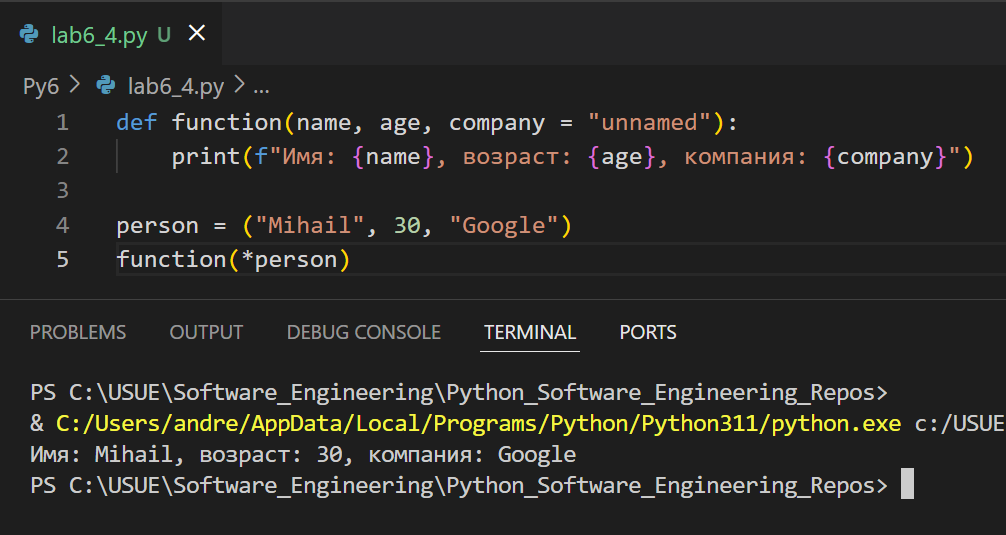 lab6_4.py U ×
Py6 > lab6_4.py > ...
1 def function(name, age, company = "unnamed"):
2     print(f"Имя: {name}, возраст: {age}, компания: {company}")
3
4 person = ("Mihail", 30, "Google")
5 function(*person)
PROBLEMS OUTPUT DEBUG CONSOLE TERMINAL PORTS
PS C:\USUE\Software_Engineering\Python_Software_Engineering_Repos>
& C:/Users/andre/AppData/Local/Programs/Python/Python311/python.exe c:/USUE
Имя: Mihail, возраст: 30, компания: Google
PS C:\USUE\Software_Engineering\Python_Software_Engineering_Repos>